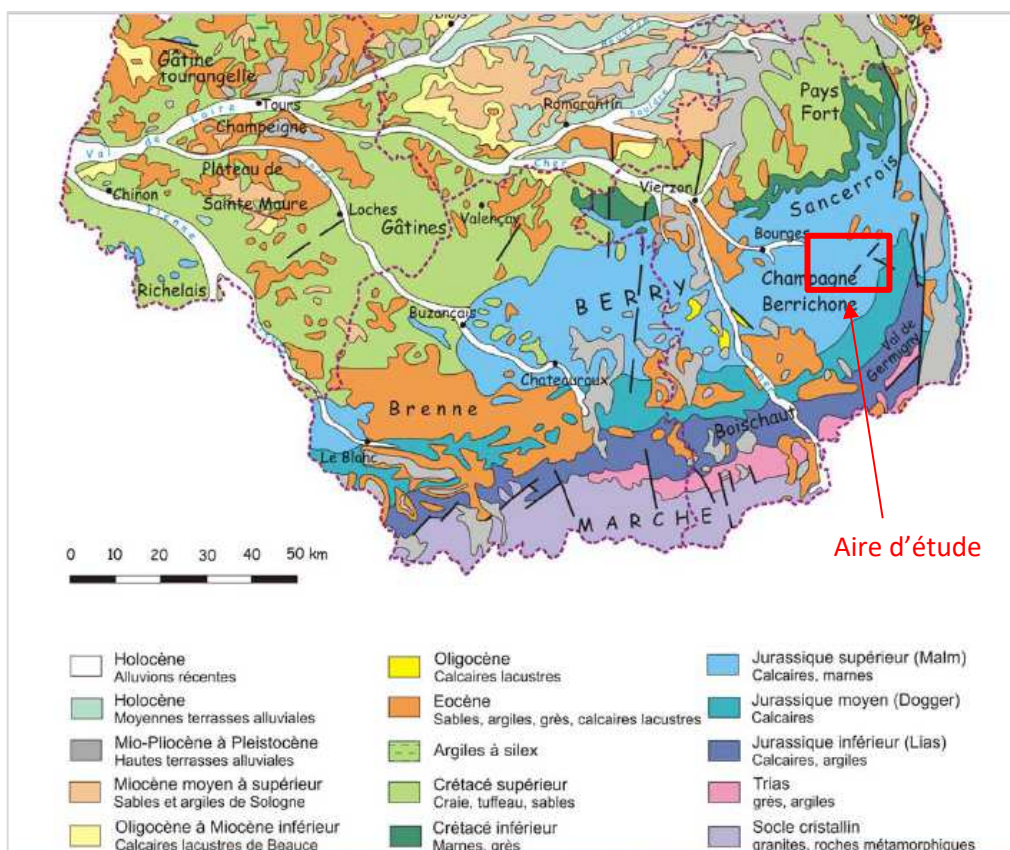 Blois
Gâtine
tourangelle
Loire
Tours
Champeigne
Val de
Indre
Plateau de
Sainte Maure
Chinon
Vienne
Loches
Richelais
Romorantin
Sauldre
Cher
Valençay
Gâtines
Vierzon
Pays
Fort
Sancerrois
Bourges
Champagne
Berrichone
BERRY
Buzançais
Chateauroux
Cher
Val de
Germigny
Brenne
Boischaut
Le Blanc
MARCHE
Aire d’étude
0 10 20 30 40 50 km
Holocène
Alluvions récentes
Holocène
Moyennes terrasses alluviales
Mio-Pliocène à Pleistocène
Hautes terrasses alluviales
Miocène moyen à supérieur
Sables et argiles de Sologne
Oligocène à Miocène inférieur
Calcaires lacustres de Beauce
Oligocène
Calcaires lacustres
Eocène
Sables, argiles, grès, calcaires lacustres
Argiles à silex
Crétacé supérieur
Craie, tuffeau, sables
Crétacé inférieur
Marnes, grès
Jurassique supérieur (Malm)
Calcaires, marnes
Jurassique moyen (Dogger)
Calcaires
Jurassique inférieur (Lias)
Calcaires, argiles
Trias
grès, argiles
Socle cristallin
granites, roches métamorphiques